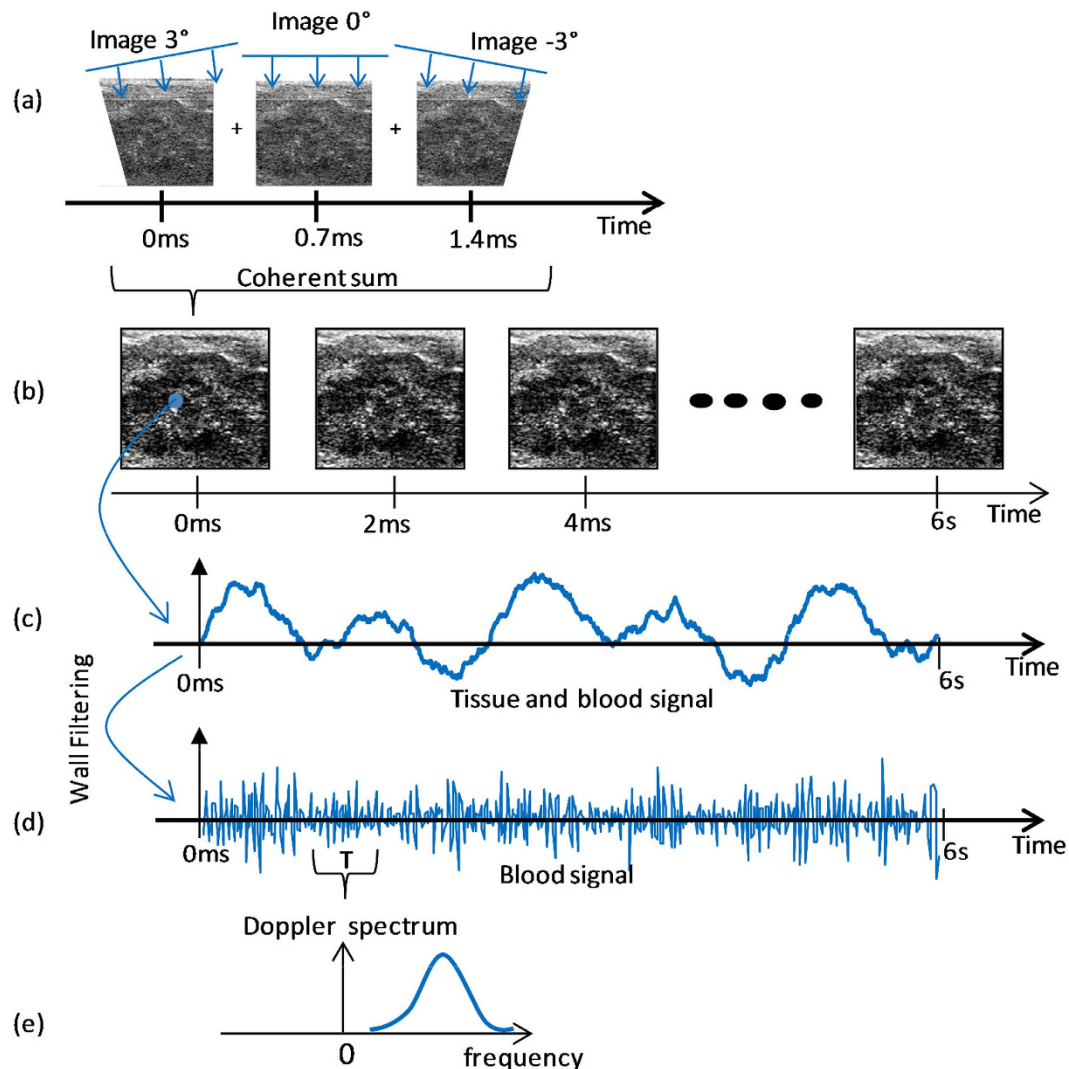 Image 3°
Image 0°
Image -3°
(a)
+
+
0ms
0.7ms
1.4ms
Time
Coherent sum
(b)
0ms
2ms
4ms
6s
Time
(c)
0ms
6s
Time
Tissue and blood signal
Wall Filtering
(d)
0ms
6s
Time
T
Blood signal
Doppler spectrum
(e)
0
frequency